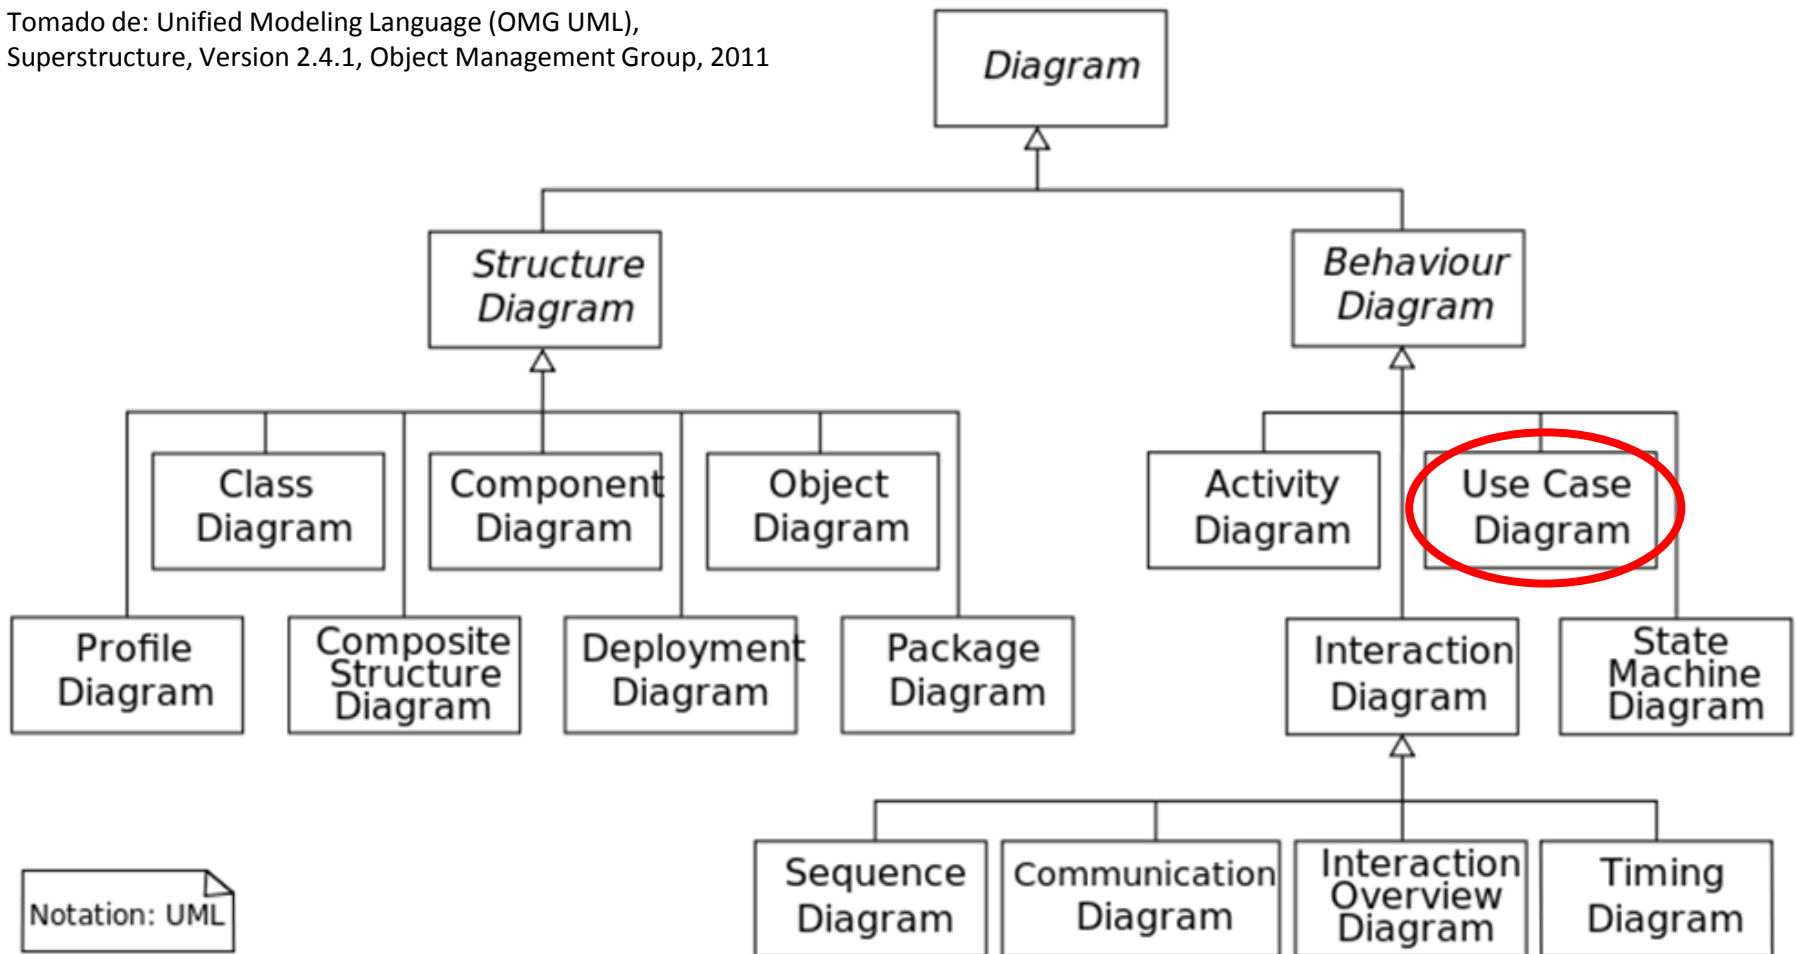 Tomado de: Unified Modeling Language (OMG UML),
Superstructure, Version 2.4.1, Object Management Group, 2011
Diagram
Structure
Diagram
Behaviour
Diagram
Class
Diagram
Component
Diagram
Object
Diagram
Activity
Diagram
Use Case
Diagram
Profile
Diagram
Composite
Structure
Diagram
Deployment
Diagram
Package
Diagram
Interaction
Diagram
State
Machine
Diagram
Sequence
Diagram
Communication
Diagram
Interaction
Overview
Diagram
Timing
Diagram
Notation: UML